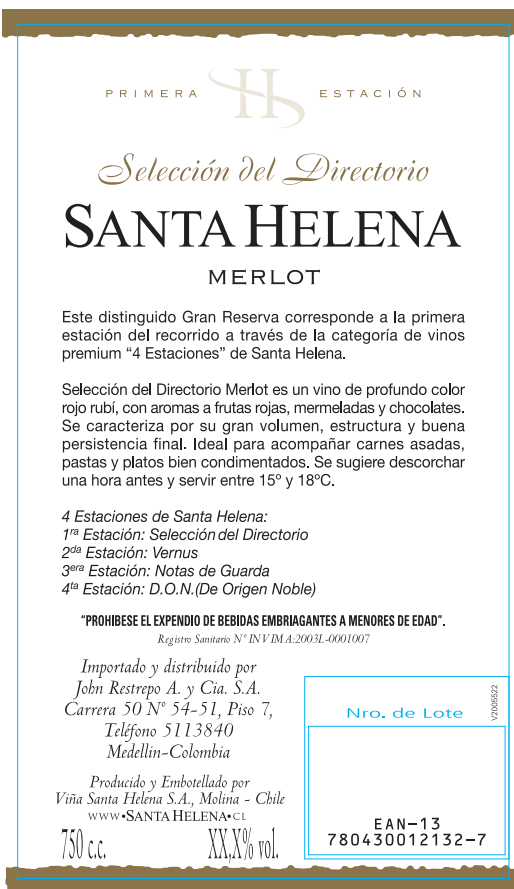 PRIMERA HS ESTACIÓN
Selección del Directorio
SANTA HELENA
MERLOT
Este distinguido Gran Reserva corresponde a la primera
estación del recorrido a través de la categoría de vinos
premium “4 Estaciones” de Santa Helena.
Selección del Directorio Merlot es un vino de profundo color
rojo rubí, con aromas a frutas rojas, mermeladas y chocolates.
Se caracteriza por su gran volumen, estructura y buena
persistencia final. Ideal para acompañar carnes asadas,
pastas y platos bien condimentados. Se sugiere descorchar
una hora antes y servir entre 15º y 18ºC.
4 Estaciones de Santa Helena:
1ra Estación: Selección del Directorio
2da Estación: Vernus
3era Estación: Notas de Guarda
4ta Estación: D.O.N.(De Origen Noble)
“PROHIBESE EL EXPENDIO DE BEBIDAS EMBRIAGANTES A MENORES DE EDAD”.
Registro Sanitario Nº INVIMA:2003L-0001007
Importado y distribuido por
John Restrepo A. y Cia. S.A.
Carrera 50 Nº 54-51, Piso 7,
Teléfono 5113840
Medellin-Colombia
Producido y Embotellado por
Viña Santa Helena S.A., Molina - Chile
WWW•SANTA HELENA•CL
750 c.c. XX,X% vol.
Nro. de Lote
V2005522
EAN-13
780430012132-7